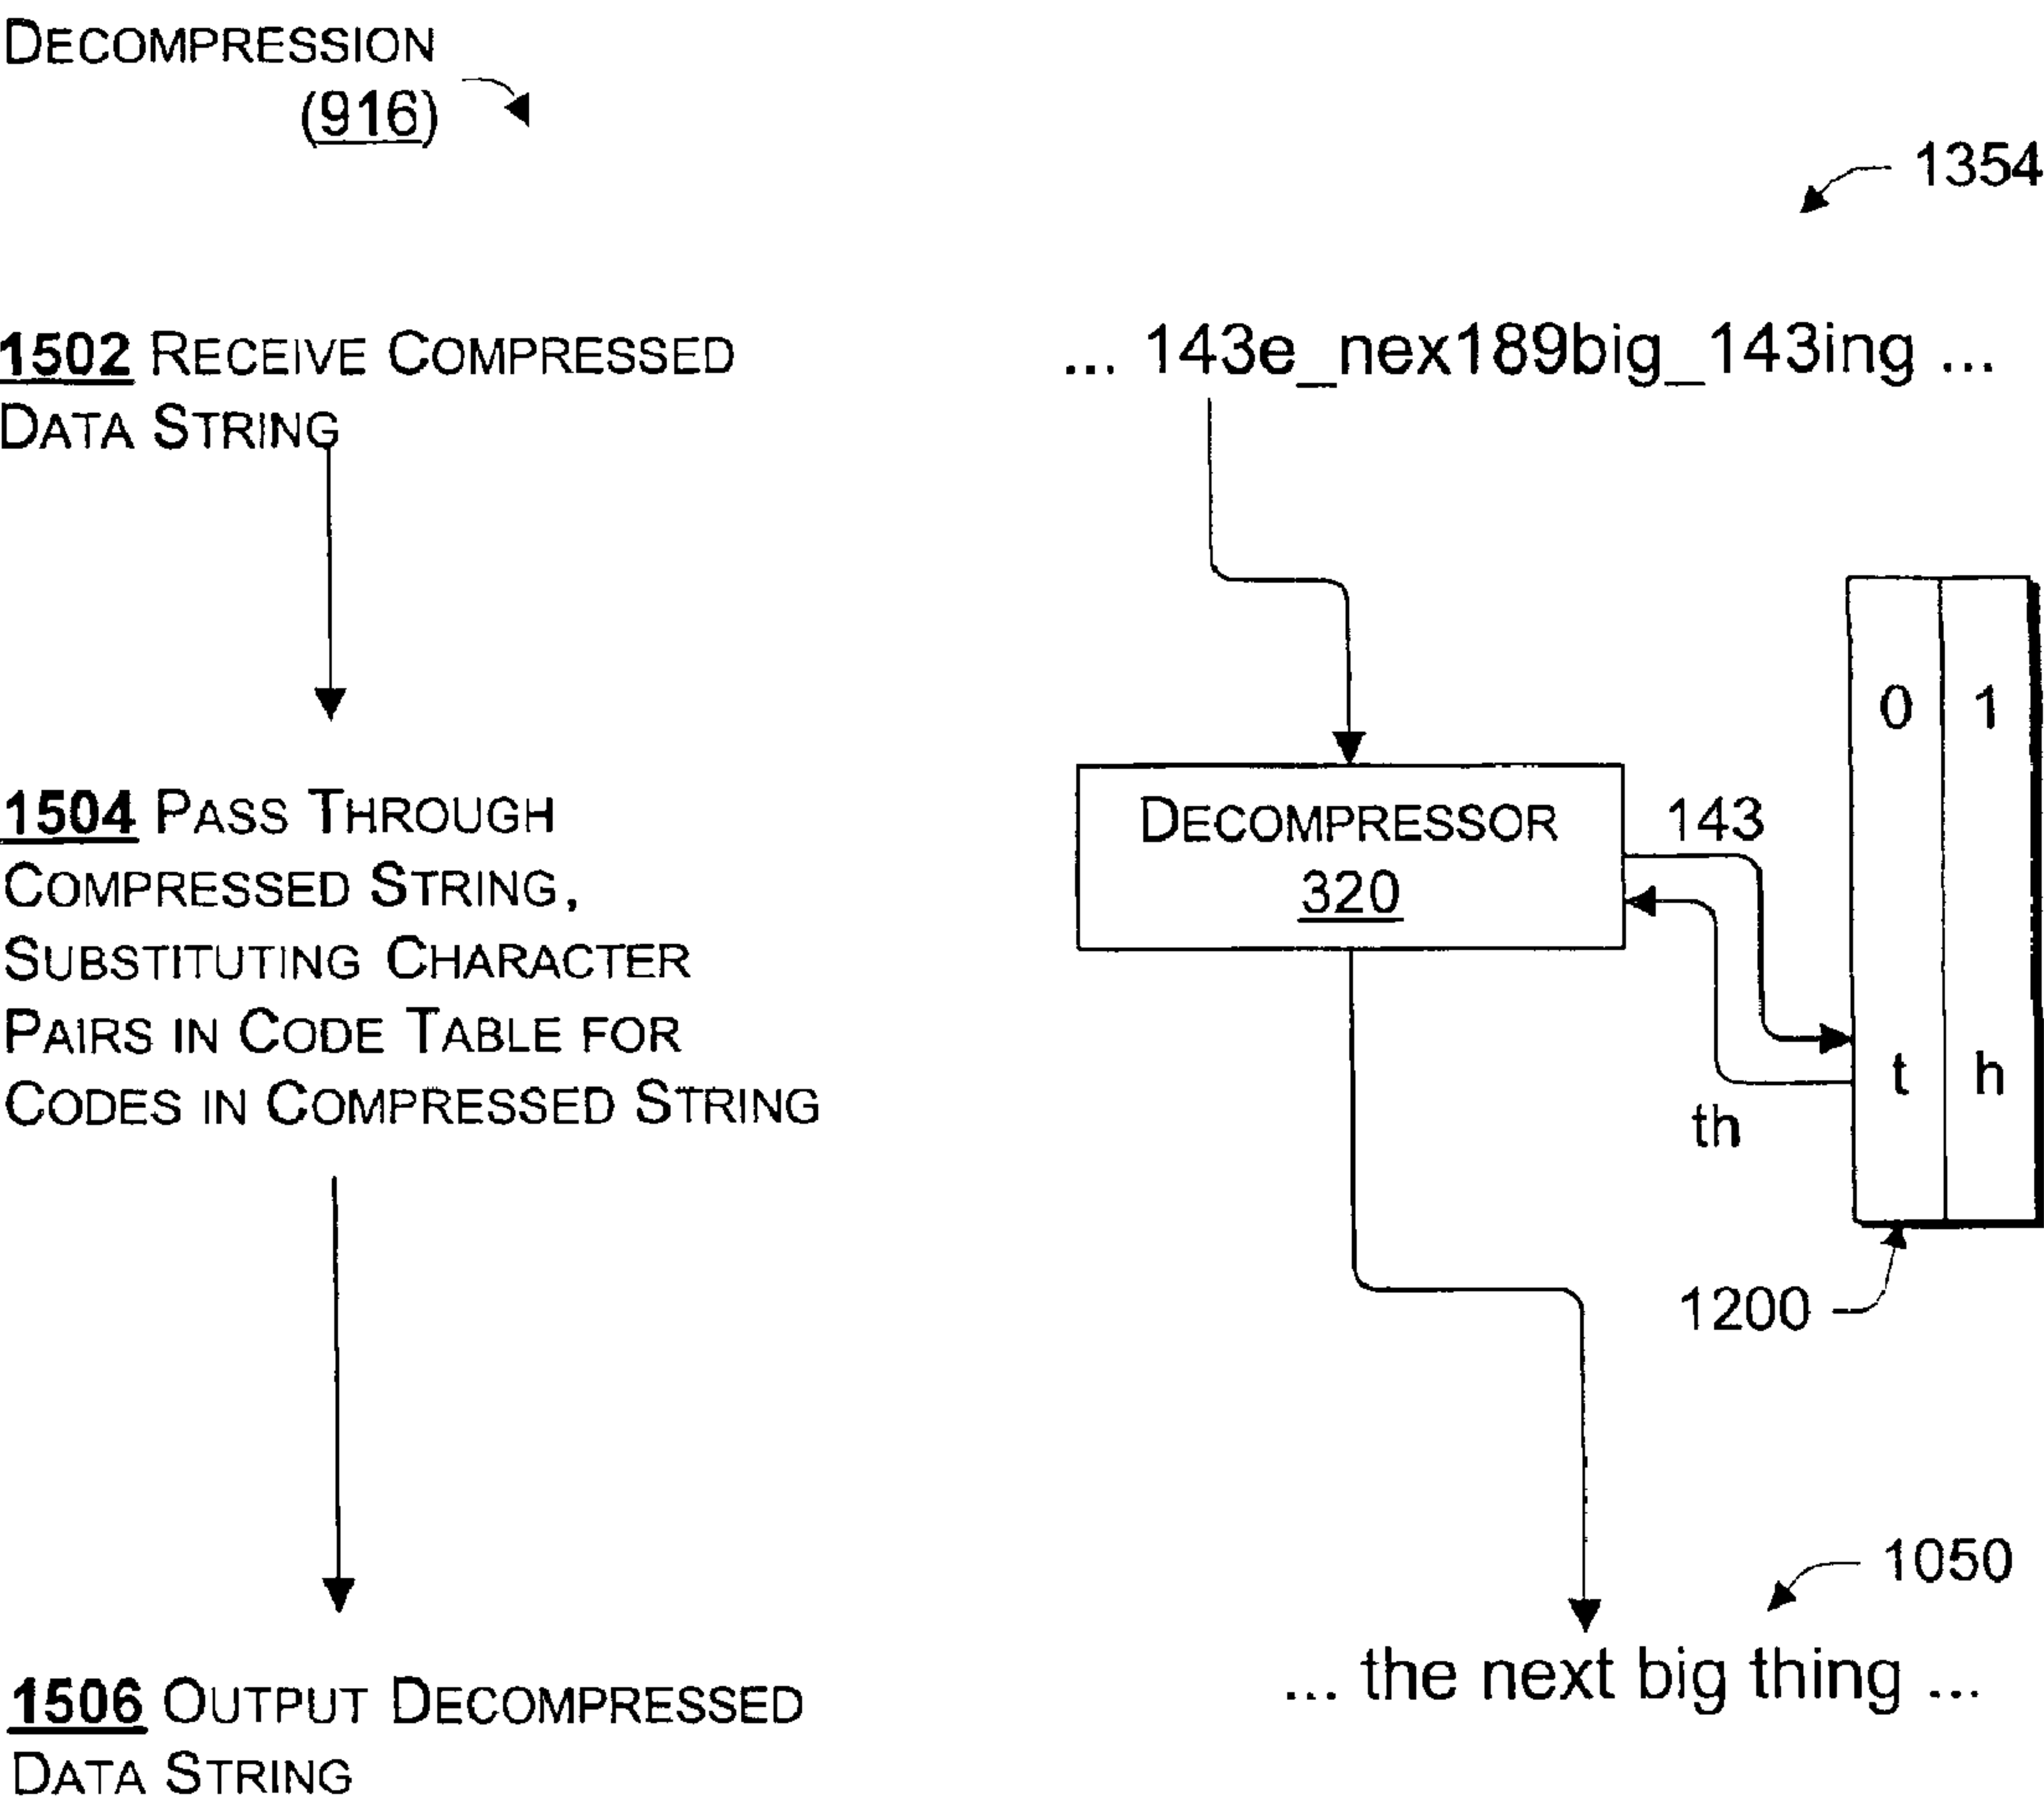 DECOMPRESSION
(916)
1354
1502 RECEIVE COMPRESSED
DATA STRING
... 143e_nex189big_143ing ...
0 1
1504 PASS THROUGH
COMPRESSED STRING,
SUBSTITUTING CHARACTER
PAIRS IN CODE TABLE FOR
CODES IN COMPRESSED STRING
DECOMPRESSOR
320
143
t h
th
1200
1050
1506 OUTPUT DECOMPRESSED
DATA STRING
... the next big thing ...